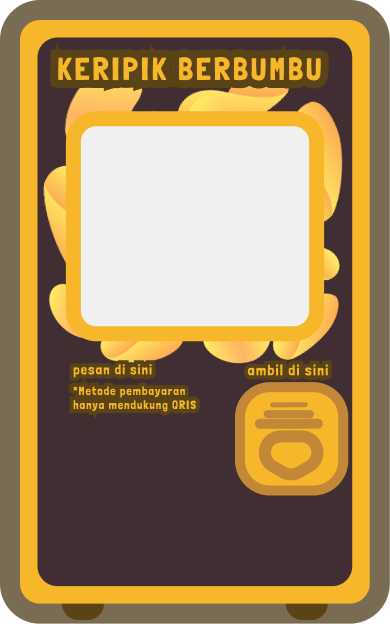 KERIPIK BERBUMBU
pesan di sini
ambil di sini
*Metode pembayaran
hanya mendukung QRIS